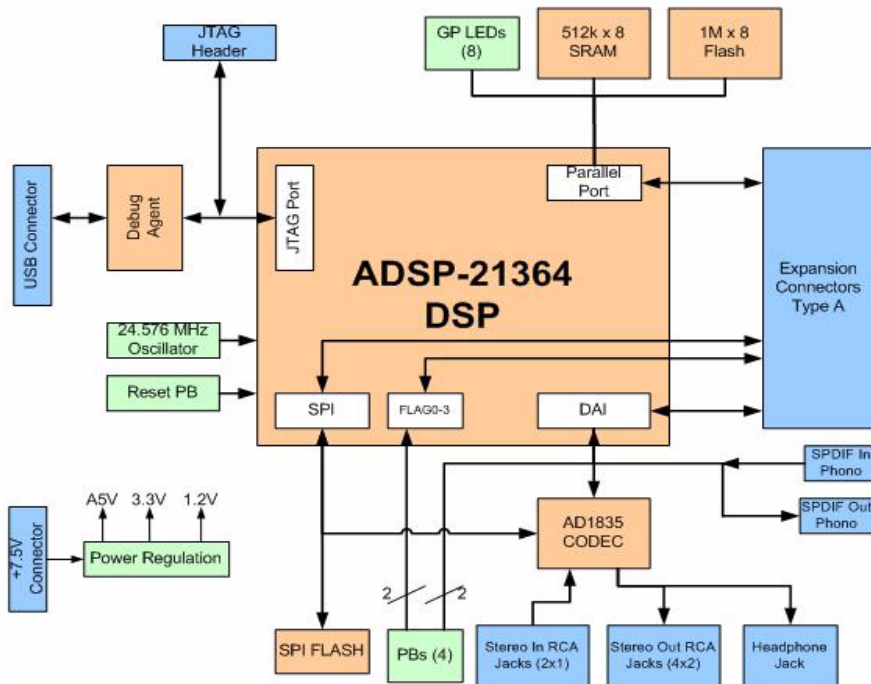 JTAG
Header
GP LEDs
(8)
512k x 8
SRAM
1M x 8
Flash
USB Connector
Debug
Agent
JTAG Port
Parallel
Port
ADSP-21364
DSP
Expansion
Connectors
Type A
24.576 MHz
Oscillator
Reset PB
SPI
FLAG0-3
DAI
SPDIF In
Phono
SPDIF Out
Phono
A5V
3.3V
1.2V
+7.5V
Connector
Power Regulation
AD1835
CODEC
2
2
SPI FLASH
PBs (4)
Stereo In RCA
Jacks (2x1)
Stereo Out RCA
Jacks (4x2)
Headphone
Jack